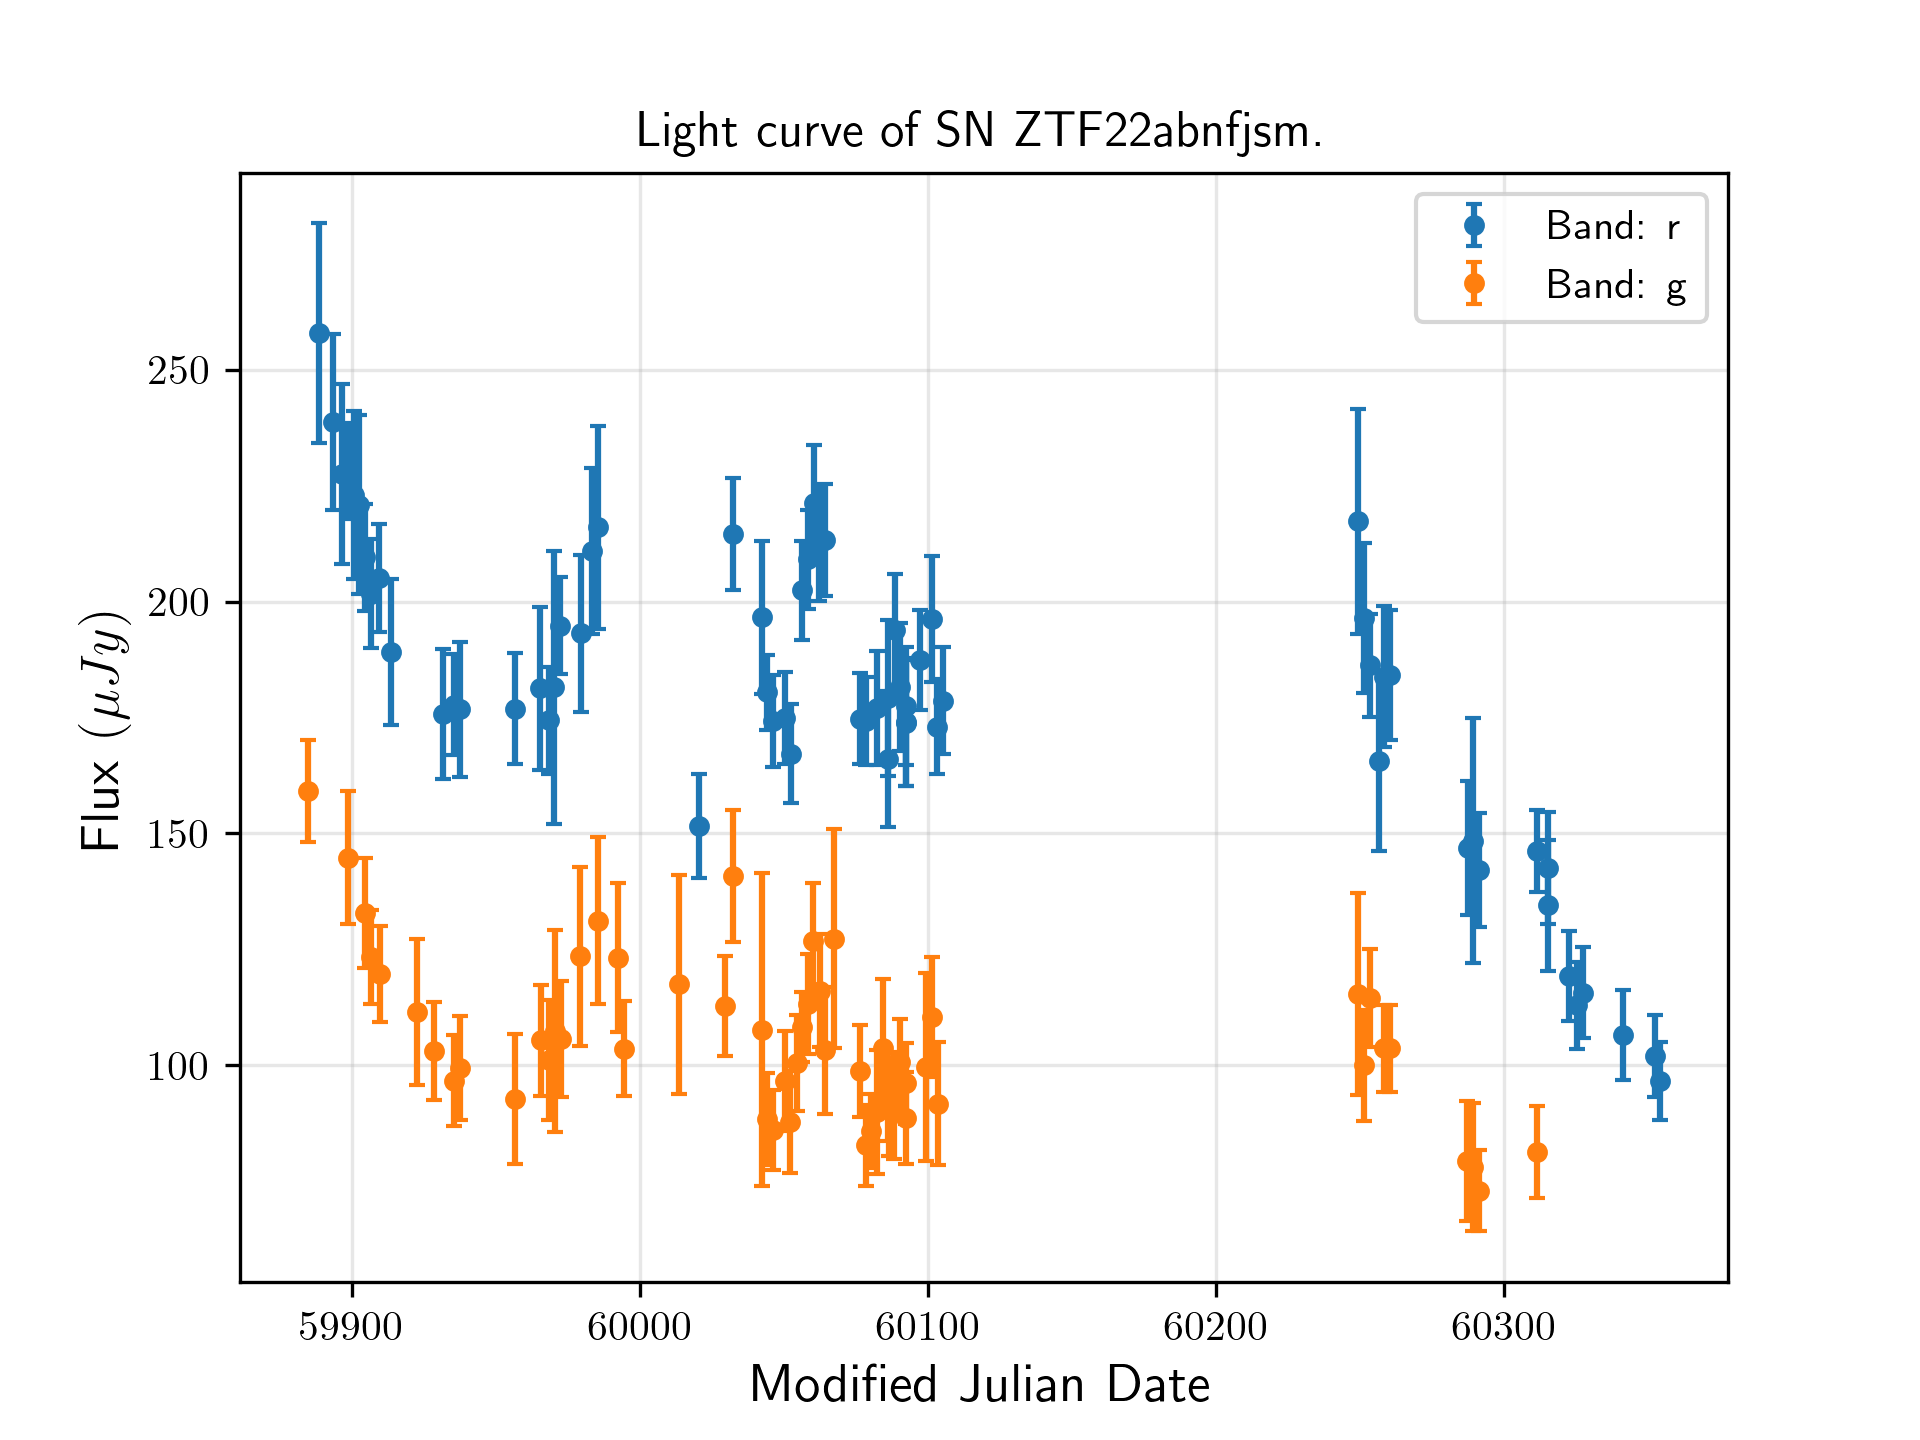 Light curve of SN ZTF22abnfjsm.
Band: r
Band: g
250
200
150
100
Flux (μJy)
59900 60000 60100 60200 60300
Modified Julian Date